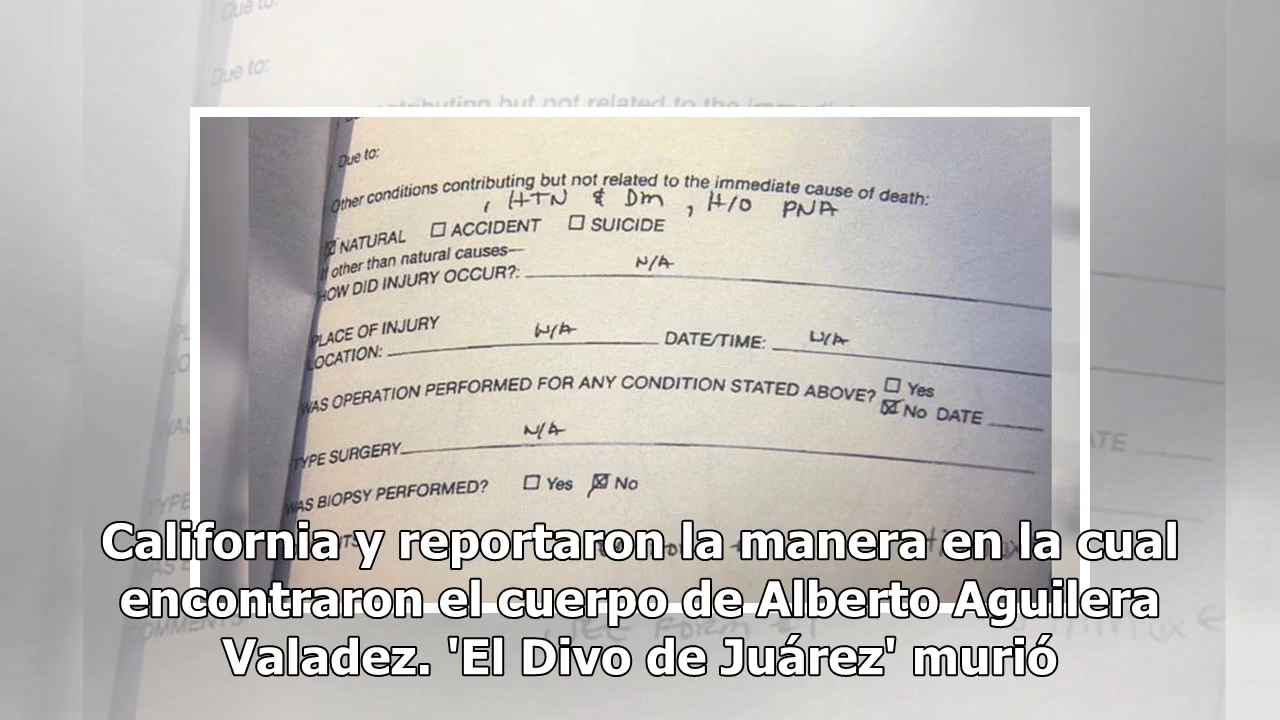 Due to:
Due to:
Due to:
Other conditions contributing but not related to the immediate cause of death:
, HTN & DM , H/O PNA
NATURAL ACCIDENT SUICIDE
If other than natural causes—
HOW DID INJURY OCCUR?: N/A
PLACE OF INJURY
LOCATION: N/A DATE/TIME: N/A
WAS OPERATION PERFORMED FOR ANY CONDITION STATED ABOVE? Yes
No DATE
TYPE SURGERY N/A
WAS BIOPSY PERFORMED? Yes No
California y reportaron la manera en la cual
encontraron el cuerpo de Alberto Aguilera
Valadez. 'El Divo de Juárez' murió
COMMENTS: